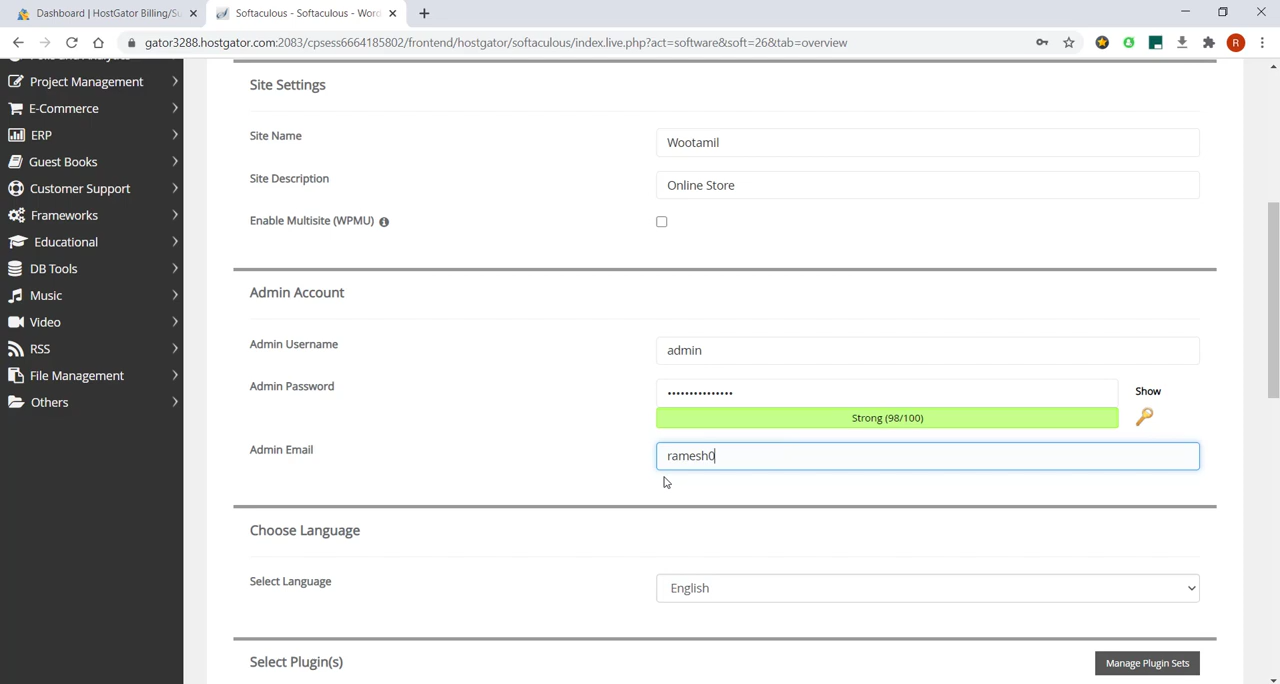 Dashboard | HostGator Billing/Su
Softaculous - Softaculous - Wor
gator3288.hostgator.com:2083/cpsess6664185802/frontend/hostgator/softaculous/index.live.php?act=software&soft=26&tab=overview
R
Project Management
E-Commerce
ERP
Guest Books
Customer Support
Frameworks
Educational
DB Tools
Music
Video
RSS
File Management
Others
Site Settings
Site Name
Wootamil
Site Description
Online Store
Enable Multisite (WPMU)
Admin Account
Admin Username
admin
Admin Password
Show
Strong (98/100)
Admin Email
ramesh0
Choose Language
Select Language
English
Select Plugin(s)
Manage Plugin Sets